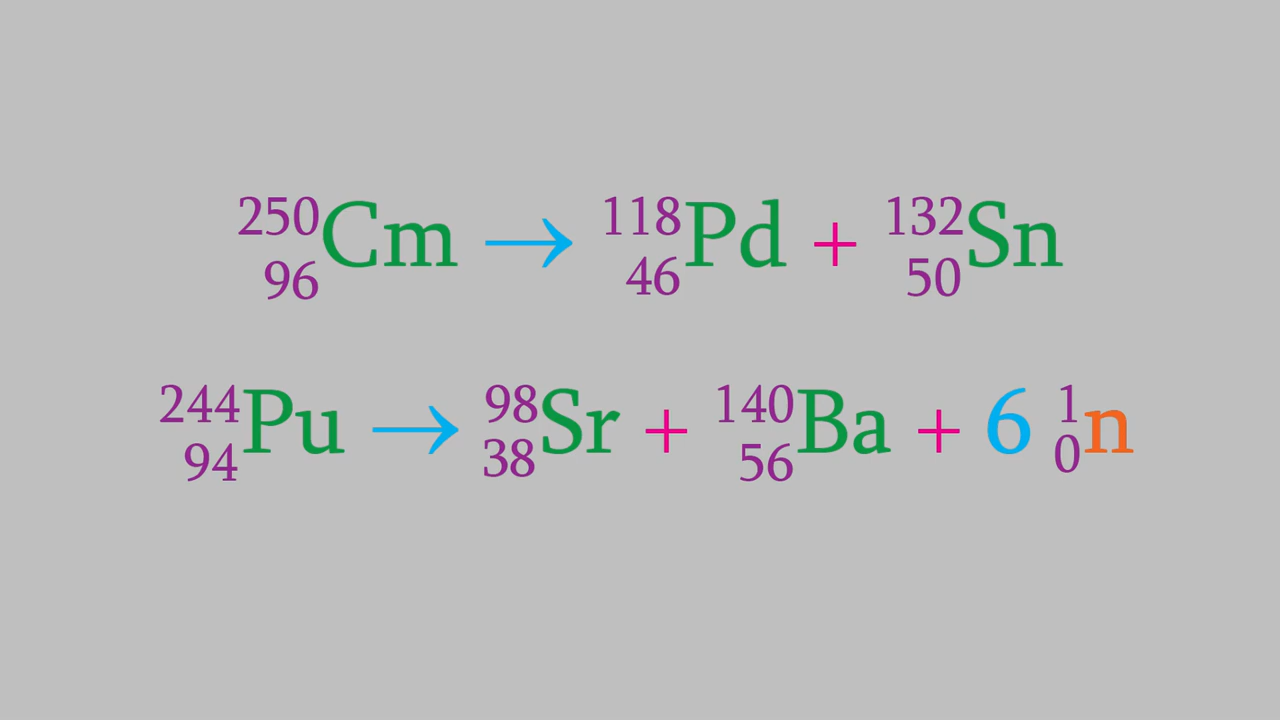 ²⁵⁰₉₆Cm → ¹¹⁸₄₆Pd + ¹³²₅₀Sn
²⁴⁴₉₄Pu → ⁹⁸₃₈Sr + ¹⁴⁰₅₆Ba + 6 ¹₀n